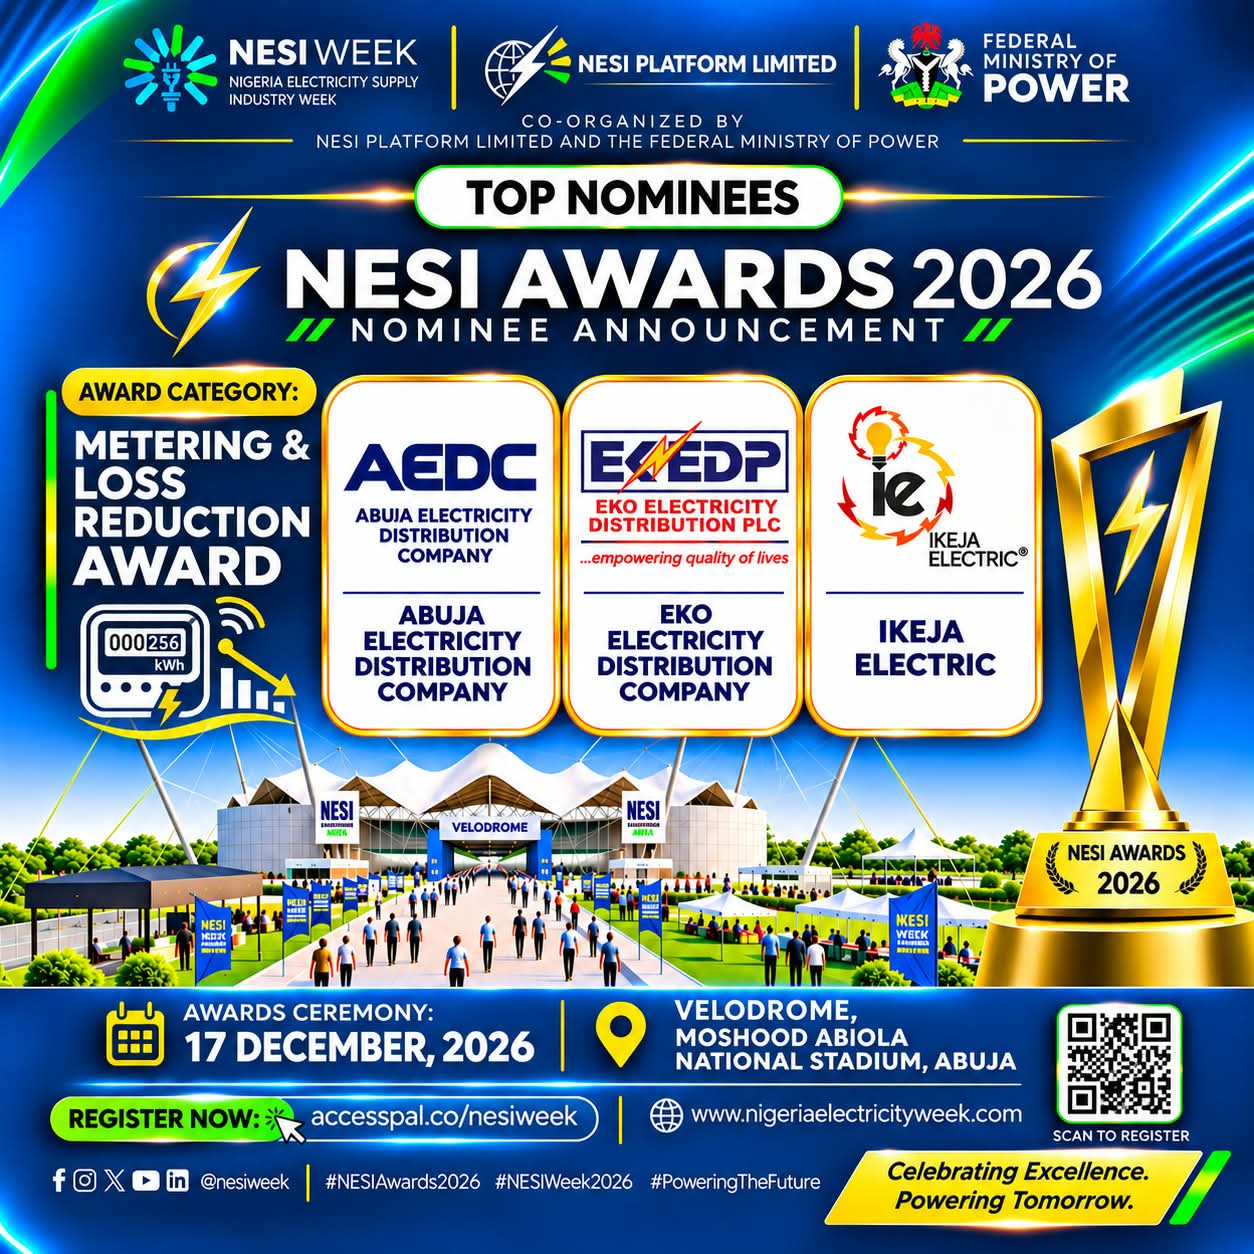 NESI WEEK
NIGERIA ELECTRICITY SUPPLY
INDUSTRY WEEK
NESI PLATFORM LIMITED
FEDERAL
MINISTRY OF
POWER
CO-ORGANIZED BY
NESI PLATFORM LIMITED AND THE FEDERAL MINISTRY OF POWER
TOP NOMINEES
NESI AWARDS 2026
NOMINEE ANNOUNCEMENT
AWARD CATEGORY:
METERING &
LOSS
REDUCTION
AWARD
000256
kWh
AEDC
ABUJA ELECTRICITY
DISTRIBUTION
COMPANY
ABUJA
ELECTRICITY
DISTRIBUTION
COMPANY
EKEDP
EKO ELECTRICITY
DISTRIBUTION PLC
...empowering quality of lives
EKO
ELECTRICITY
DISTRIBUTION
COMPANY
ie
IKEJA
ELECTRIC®
IKEJA
ELECTRIC
NESI
VELODROME
NESI
NESI
WEEK
NESI
WEEK
NESI AWARDS
2026
AWARDS CEREMONY:
17 DECEMBER, 2026
VELODROME,
MOSHOOD ABIOLA
NATIONAL STADIUM, ABUJA
REGISTER NOW: accesspal.co/nesiweek
www.nigeriaelectricityweek.com
SCAN TO REGISTER
@nesiweek
#NESIAwards2026 #NESIWeek2026 #PoweringTheFuture
Celebrating Excellence.
Powering Tomorrow.